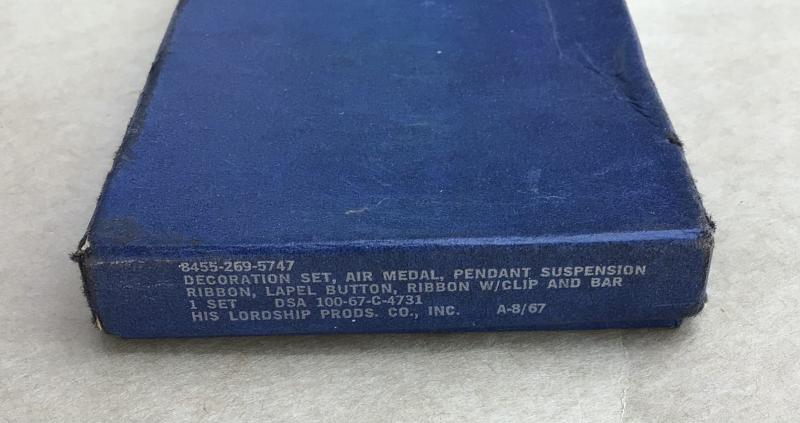 8455-269-5747
DECORATION SET, AIR MEDAL, PENDANT SUSPENSION
RIBBON, LAPEL BUTTON, RIBBON W/CLIP AND BAR
1 SET DSA 100-67-C-4731
HIS LORDSHIP PRODS. CO., INC. A-8/67